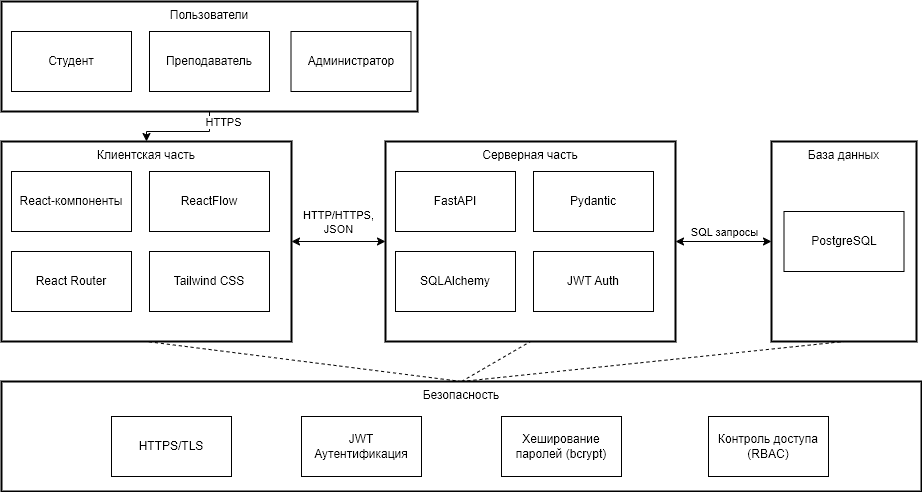 Пользователи
Студент
Преподаватель
Администратор
HTTPS
Клиентская часть
React-компоненты
ReactFlow
React Router
Tailwind CSS
HTTP/HTTPS,
JSON
Серверная часть
FastAPI
Pydantic
SQLAlchemy
JWT Auth
SQL запросы
База данных
PostgreSQL
Безопасность
HTTPS/TLS
JWT
Аутентификация
Хеширование
паролей (bcrypt)
Контроль доступа
(RBAC)